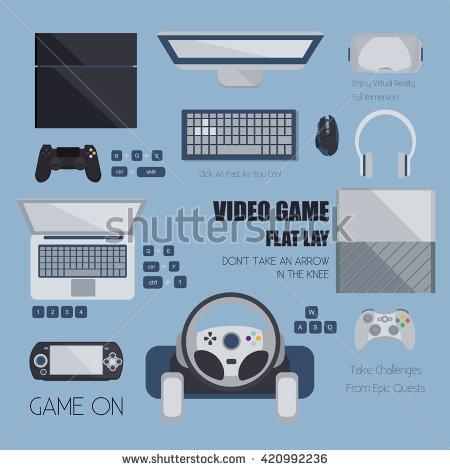 Enjoy Virtual Reality
Full Immersion
R + Q + E
ctrl + shift
Click As Fast As You Can!
shutterstock
VIDEO GAME
FLAT LAY
DON'T TAKE AN ARROW
IN THE KNEE
Q + E
ctrl + F
ctrl + 1
1 2 3 4
W
A S D
Take Challenges
From Epic Quests
GAME ON
www.shutterstock.com · 420992236